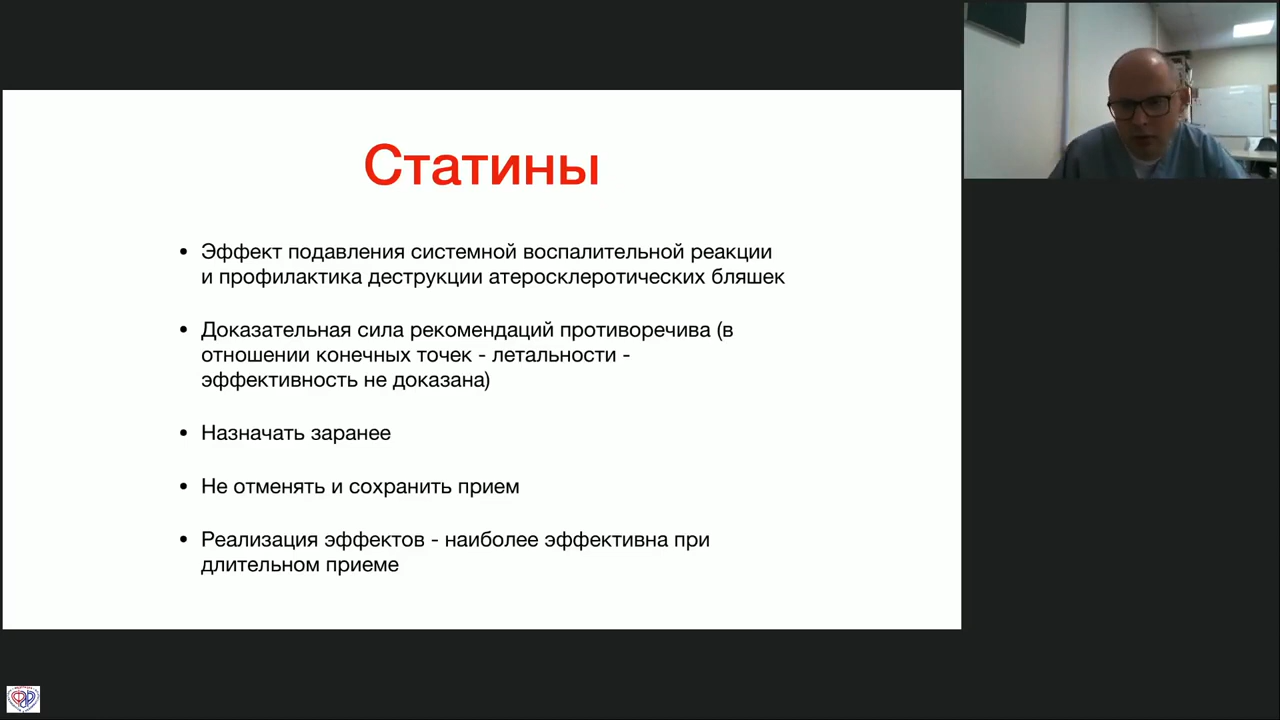 Статины
• Эффект подавления системной воспалительной реакции
и профилактика деструкции атеросклеротических бляшек
• Доказательная сила рекомендаций противоречива (в
отношении конечных точек - летальности -
эффективность не доказана)
• Назначать заранее
• Не отменять и сохранить прием
• Реализация эффектов - наиболее эффективна при
длительном приеме